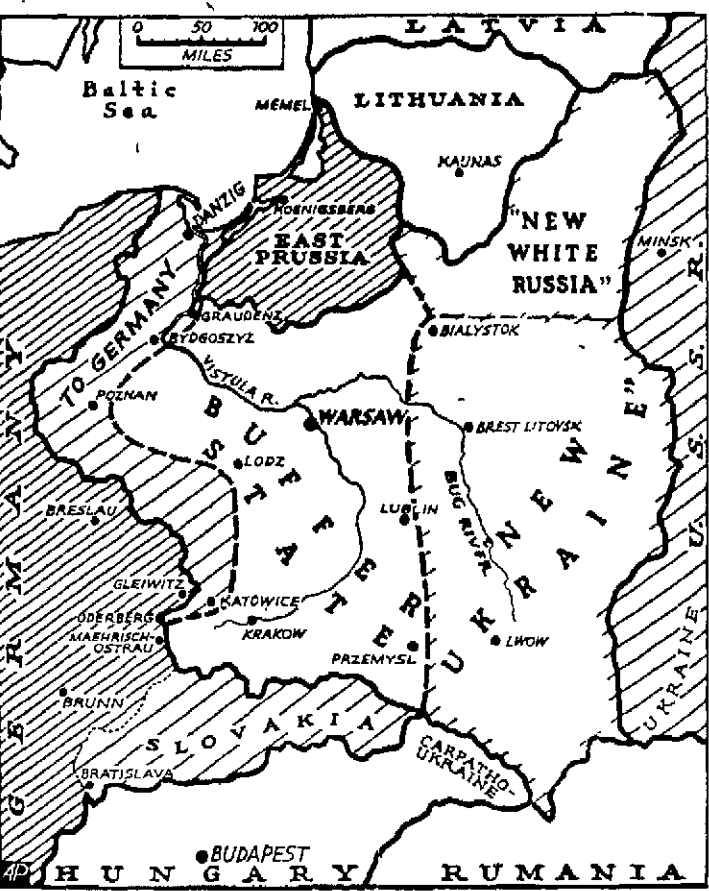 LATVIA
0 50 100
MILES
Baltic
Sea
MEMEL
LITHUANIA
KAUNAS
DANZIG
KOENIGSBERG
EAST
PRUSSIA
"NEW
WHITE
RUSSIA"
MINSK
TO GERMANY
GRAUDENZ
BYDGOSZYZ
BIALYSTOK
VISTULA R.
POZNAN
WARSAW
BUFFER
STATE
LODZ
BREST LITOVSK
BUG RIVER
"NEW
UKRAINE"
U.S.S.R.
UKRAINE
GERMANY
BRESLAU
LUBLIN
GLEIWITZ
KATOWICE
ODERBERG
KRAKOW
MAEHRISCH-
OSTRAU
PRZEMYSL
LWOW
BRUNN
SLOVAKIA
CARPATHO-
UKRAINE
BRATISLAVA
BUDAPEST
AP
HUNGARY
RUMANIA